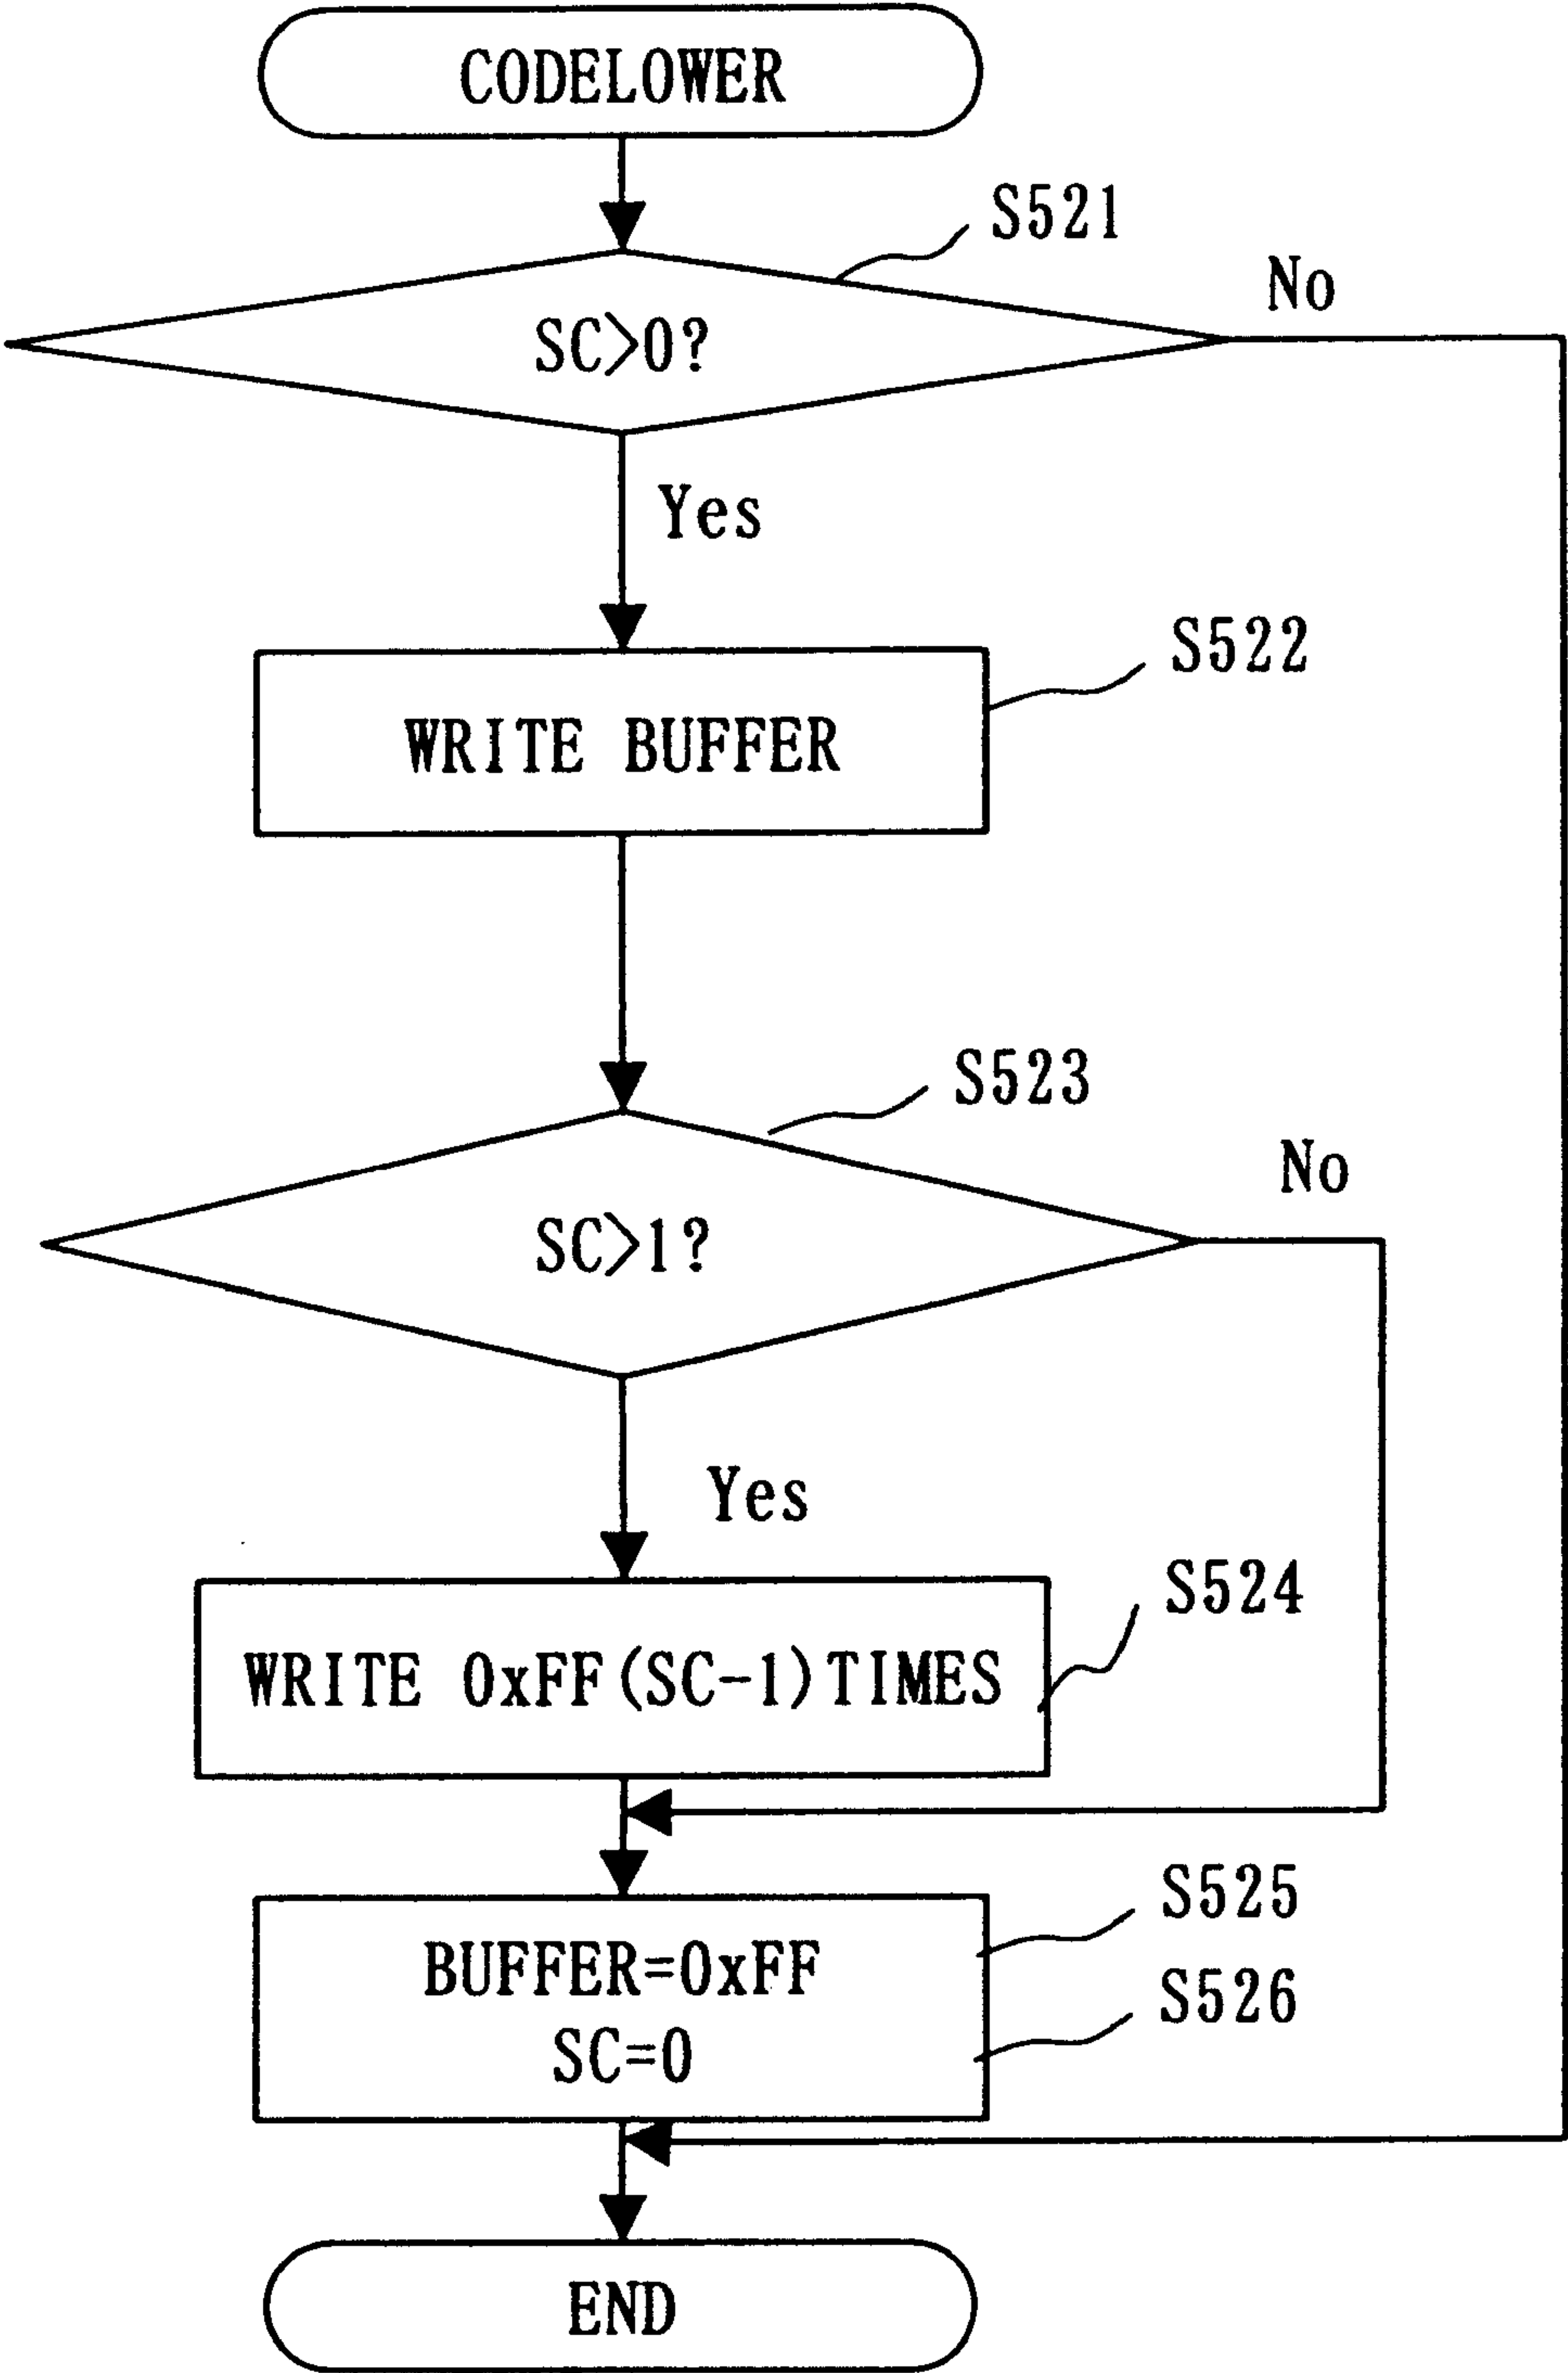 CODELOWER
S521
No
SC>0?
Yes
S522
WRITE BUFFER
S523
No
SC>1?
Yes
S524
WRITE 0xFF(SC-1)TIMES
S525
BUFFER=0xFF
S526
SC=0
END